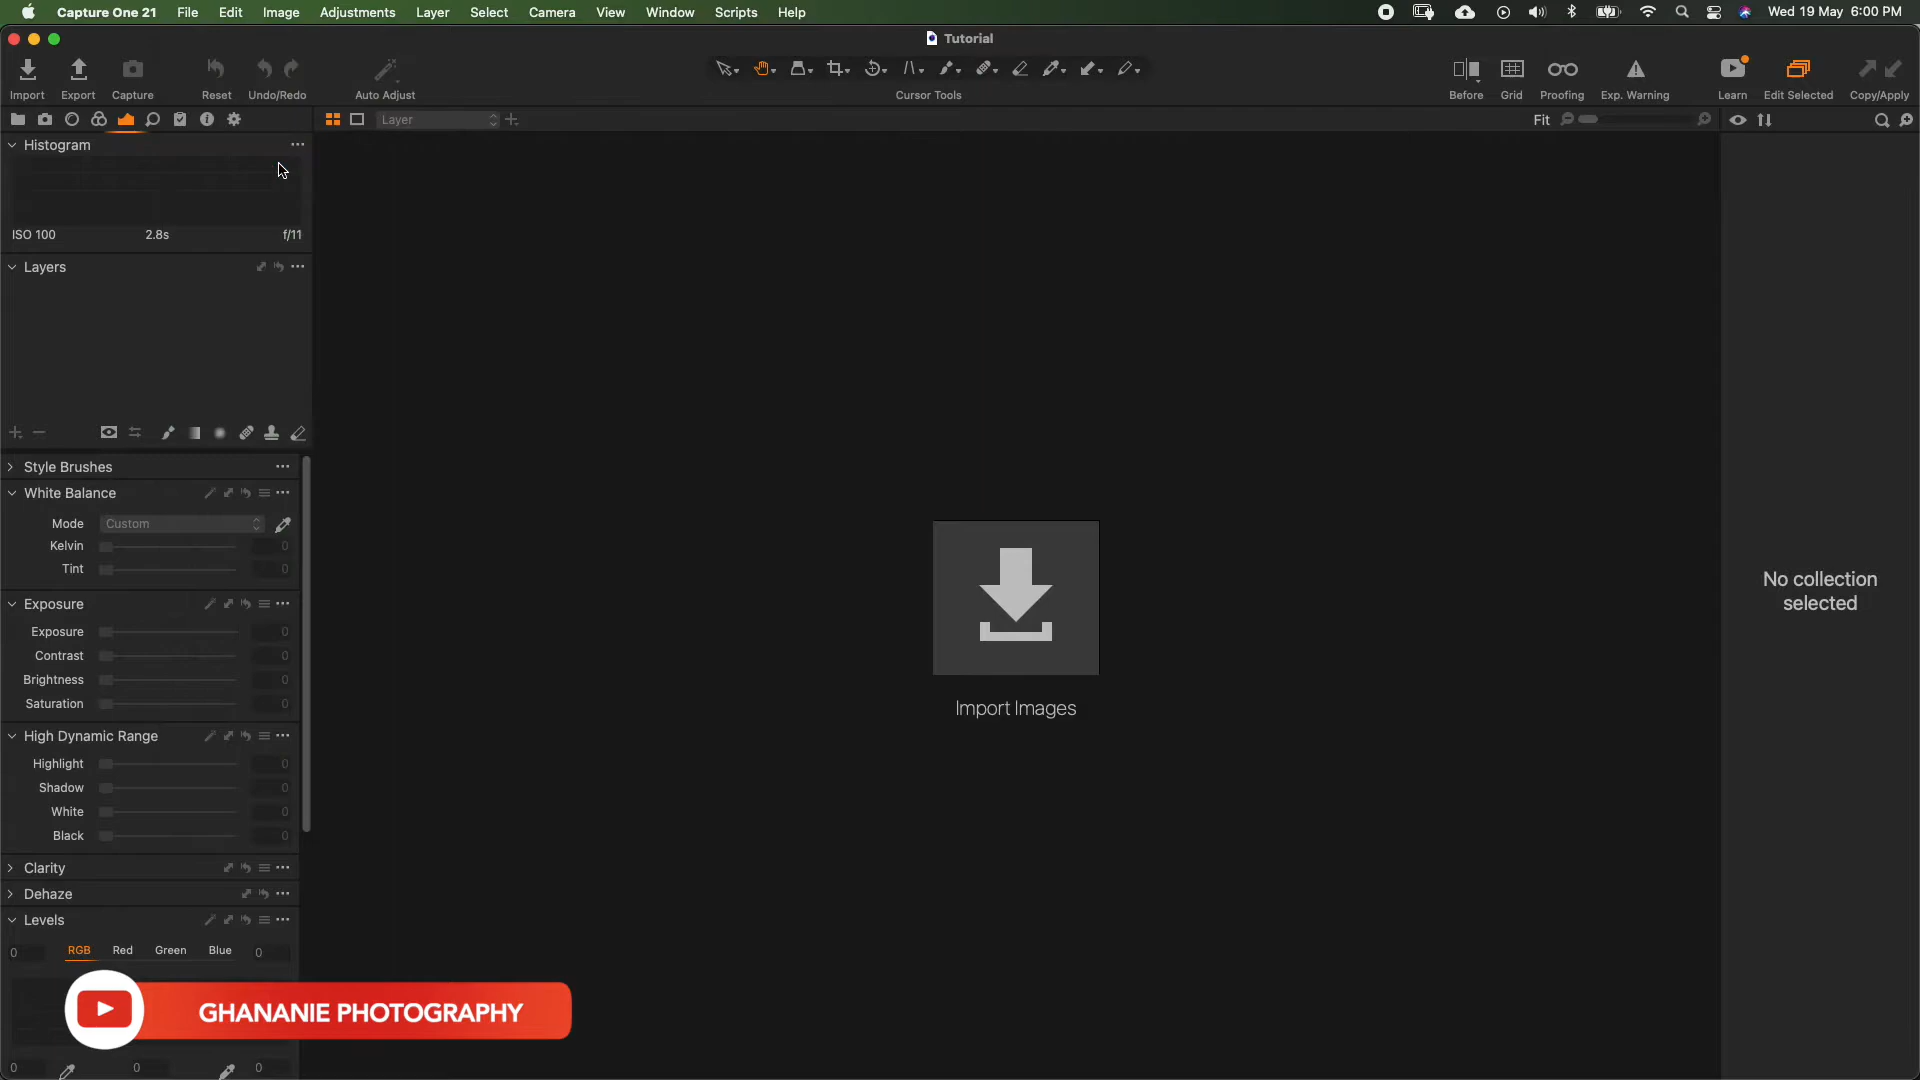 Capture One 21 File Edit Image Adjustments Layer Select Camera View Window Scripts Help Wed 19 May 6:00 PM
Tutorial
Import Export Capture Reset Undo/Redo Auto Adjust Cursor Tools Before Grid Proofing Exp. Warning Learn Edit Selected Copy/Apply
Layer Fit
Histogram
ISO 100 2.8s f/11
Layers
Style Brushes
White Balance
Mode Custom
Kelvin 0
Tint 0
Exposure
Exposure 0
Contrast 0
Brightness 0
Saturation 0
High Dynamic Range
Highlight 0
Shadow 0
White 0
Black 0
Clarity
Dehaze
Levels
0 RGB Red Green Blue 0
0 0 0
Import Images
No collection
selected
GHANANIE PHOTOGRAPHY